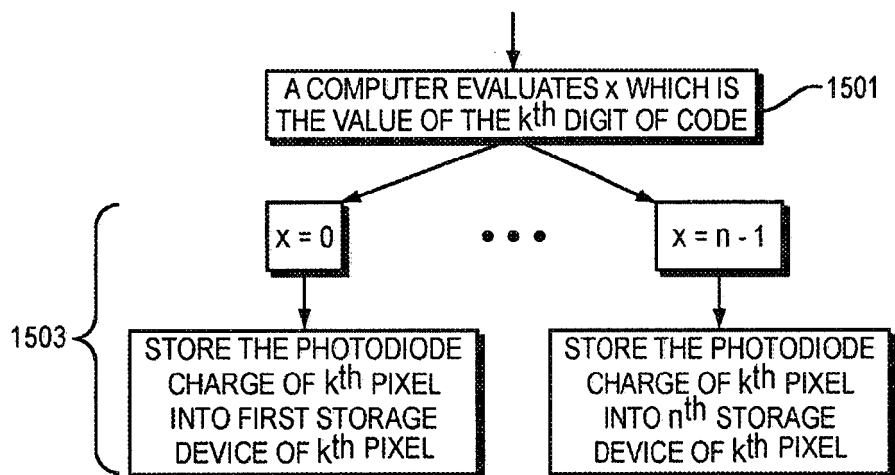 A COMPUTER EVALUATES x WHICH IS
THE VALUE OF THE kth DIGIT OF CODE
1501
x = 0
• • •
x = n - 1
1503
STORE THE PHOTODIODE
CHARGE OF kth PIXEL
INTO FIRST STORAGE
DEVICE OF kth PIXEL
STORE THE PHOTODIODE
CHARGE OF kth PIXEL
INTO nth STORAGE
DEVICE OF kth PIXEL